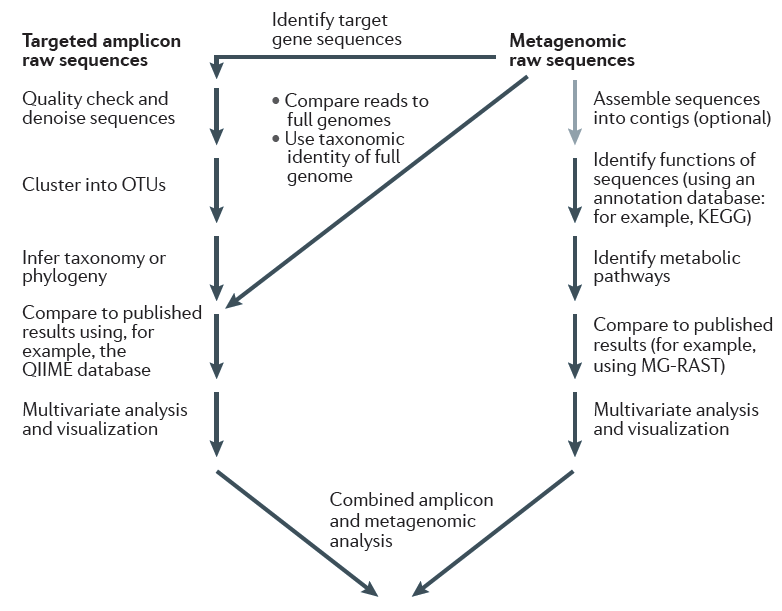 Identify target
gene sequences
Targeted amplicon
raw sequences
Metagenomic
raw sequences
Quality check and
denoise sequences
• Compare reads to
full genomes
• Use taxonomic
identity of full
genome
Assemble sequences
into contigs (optional)
Cluster into OTUs
Identify functions of
sequences (using an
annotation database:
for example, KEGG)
Infer taxonomy or
phylogeny
Identify metabolic
pathways
Compare to published
results using, for
example, the
QIIME database
Compare to published
results (for example,
using MG-RAST)
Multivariate analysis
and visualization
Multivariate analysis
and visualization
Combined amplicon
and metagenomic
analysis